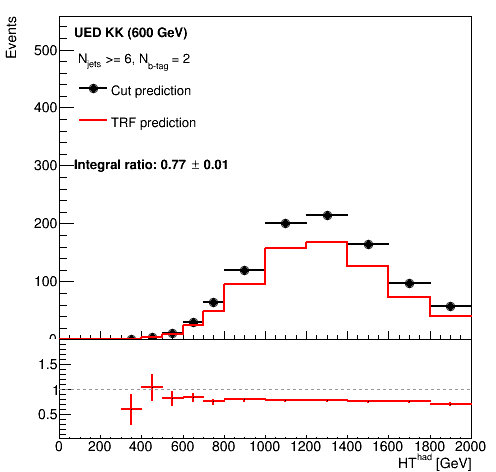 Events
UED KK (600 GeV)
N_jets >= 6, N_b-tag = 2
Cut prediction
TRF prediction
Integral ratio: 0.77 ± 0.01
500
400
300
200
100
0
1.5
1
0.5
0 200 400 600 800 1000 1200 1400 1600 1800 2000
HT^had [GeV]